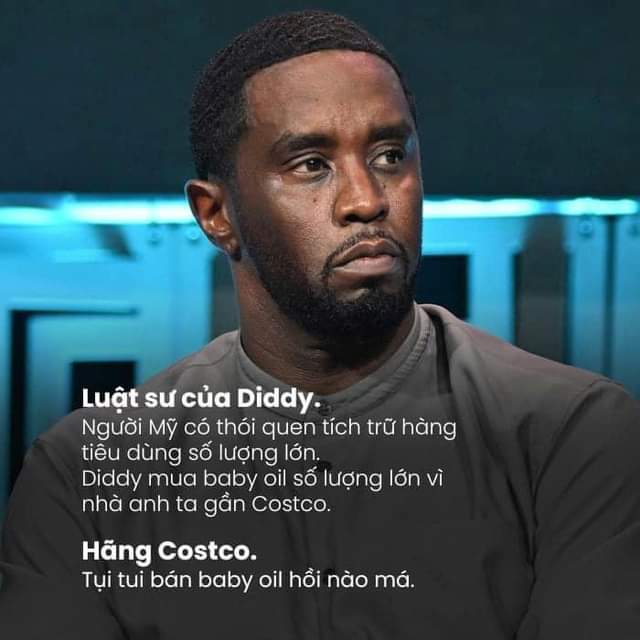 Luật sư của Diddy.
Người Mỹ có thói quen tích trữ hàng
tiêu dùng số lượng lớn.
Diddy mua baby oil số lượng lớn vì
nhà anh ta gần Costco.
Hãng Costco.
Tụi tui bán baby oil hồi nào má.